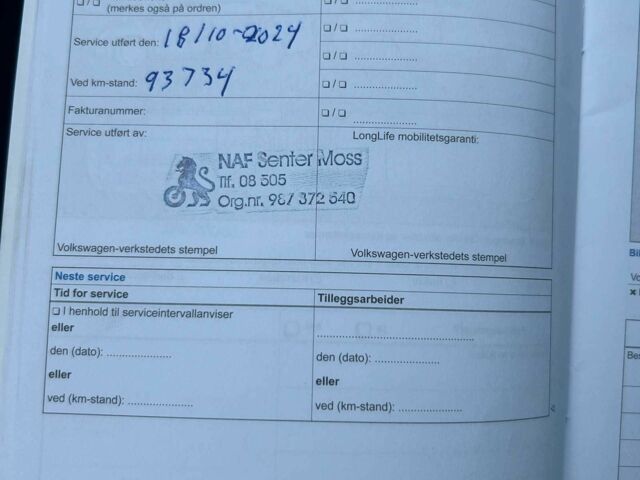 ❏ / ❏ (merkes også på ordren)
Service utført den: 18/10-2024
❏ / ❏ ....................
❏ / ❏ ....................
Ved km-stand: 93734
❏ / ❏ ....................
Fakturanummer:
❏ / ❏ ....................
Service utført av:
LongLife mobilitetsgaranti:
NAF Senter Moss
Tlf. 08 505
Org.nr. 987 372 640
Volkswagen-verkstedets stempel
Volkswagen-verkstedets stempel
Neste service
Tid for service
Tilleggsarbeider
❏ I henhold til serviceintervallanviser
eller
den (dato): ....................
den (dato): ....................
eller
eller
ved (km-stand): ....................
ved (km-stand): ....................